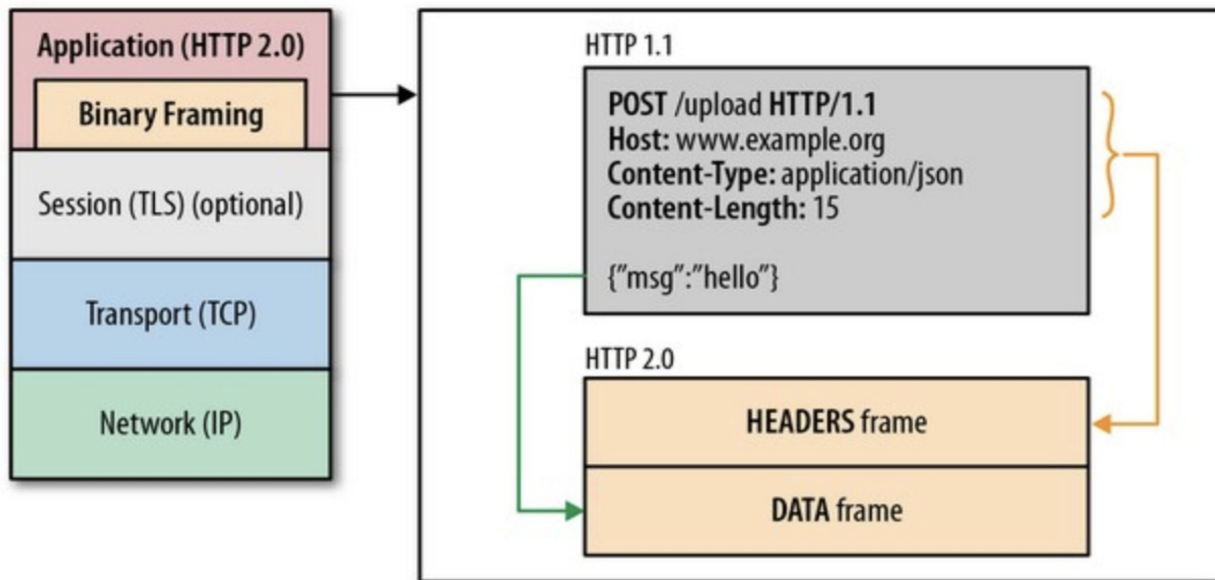 Application (HTTP 2.0)
Binary Framing
Session (TLS) (optional)
Transport (TCP)
Network (IP)
HTTP 1.1
POST /upload HTTP/1.1
Host: www.example.org
Content-Type: application/json
Content-Length: 15
{"msg":"hello"}
HTTP 2.0
HEADERS frame
DATA frame